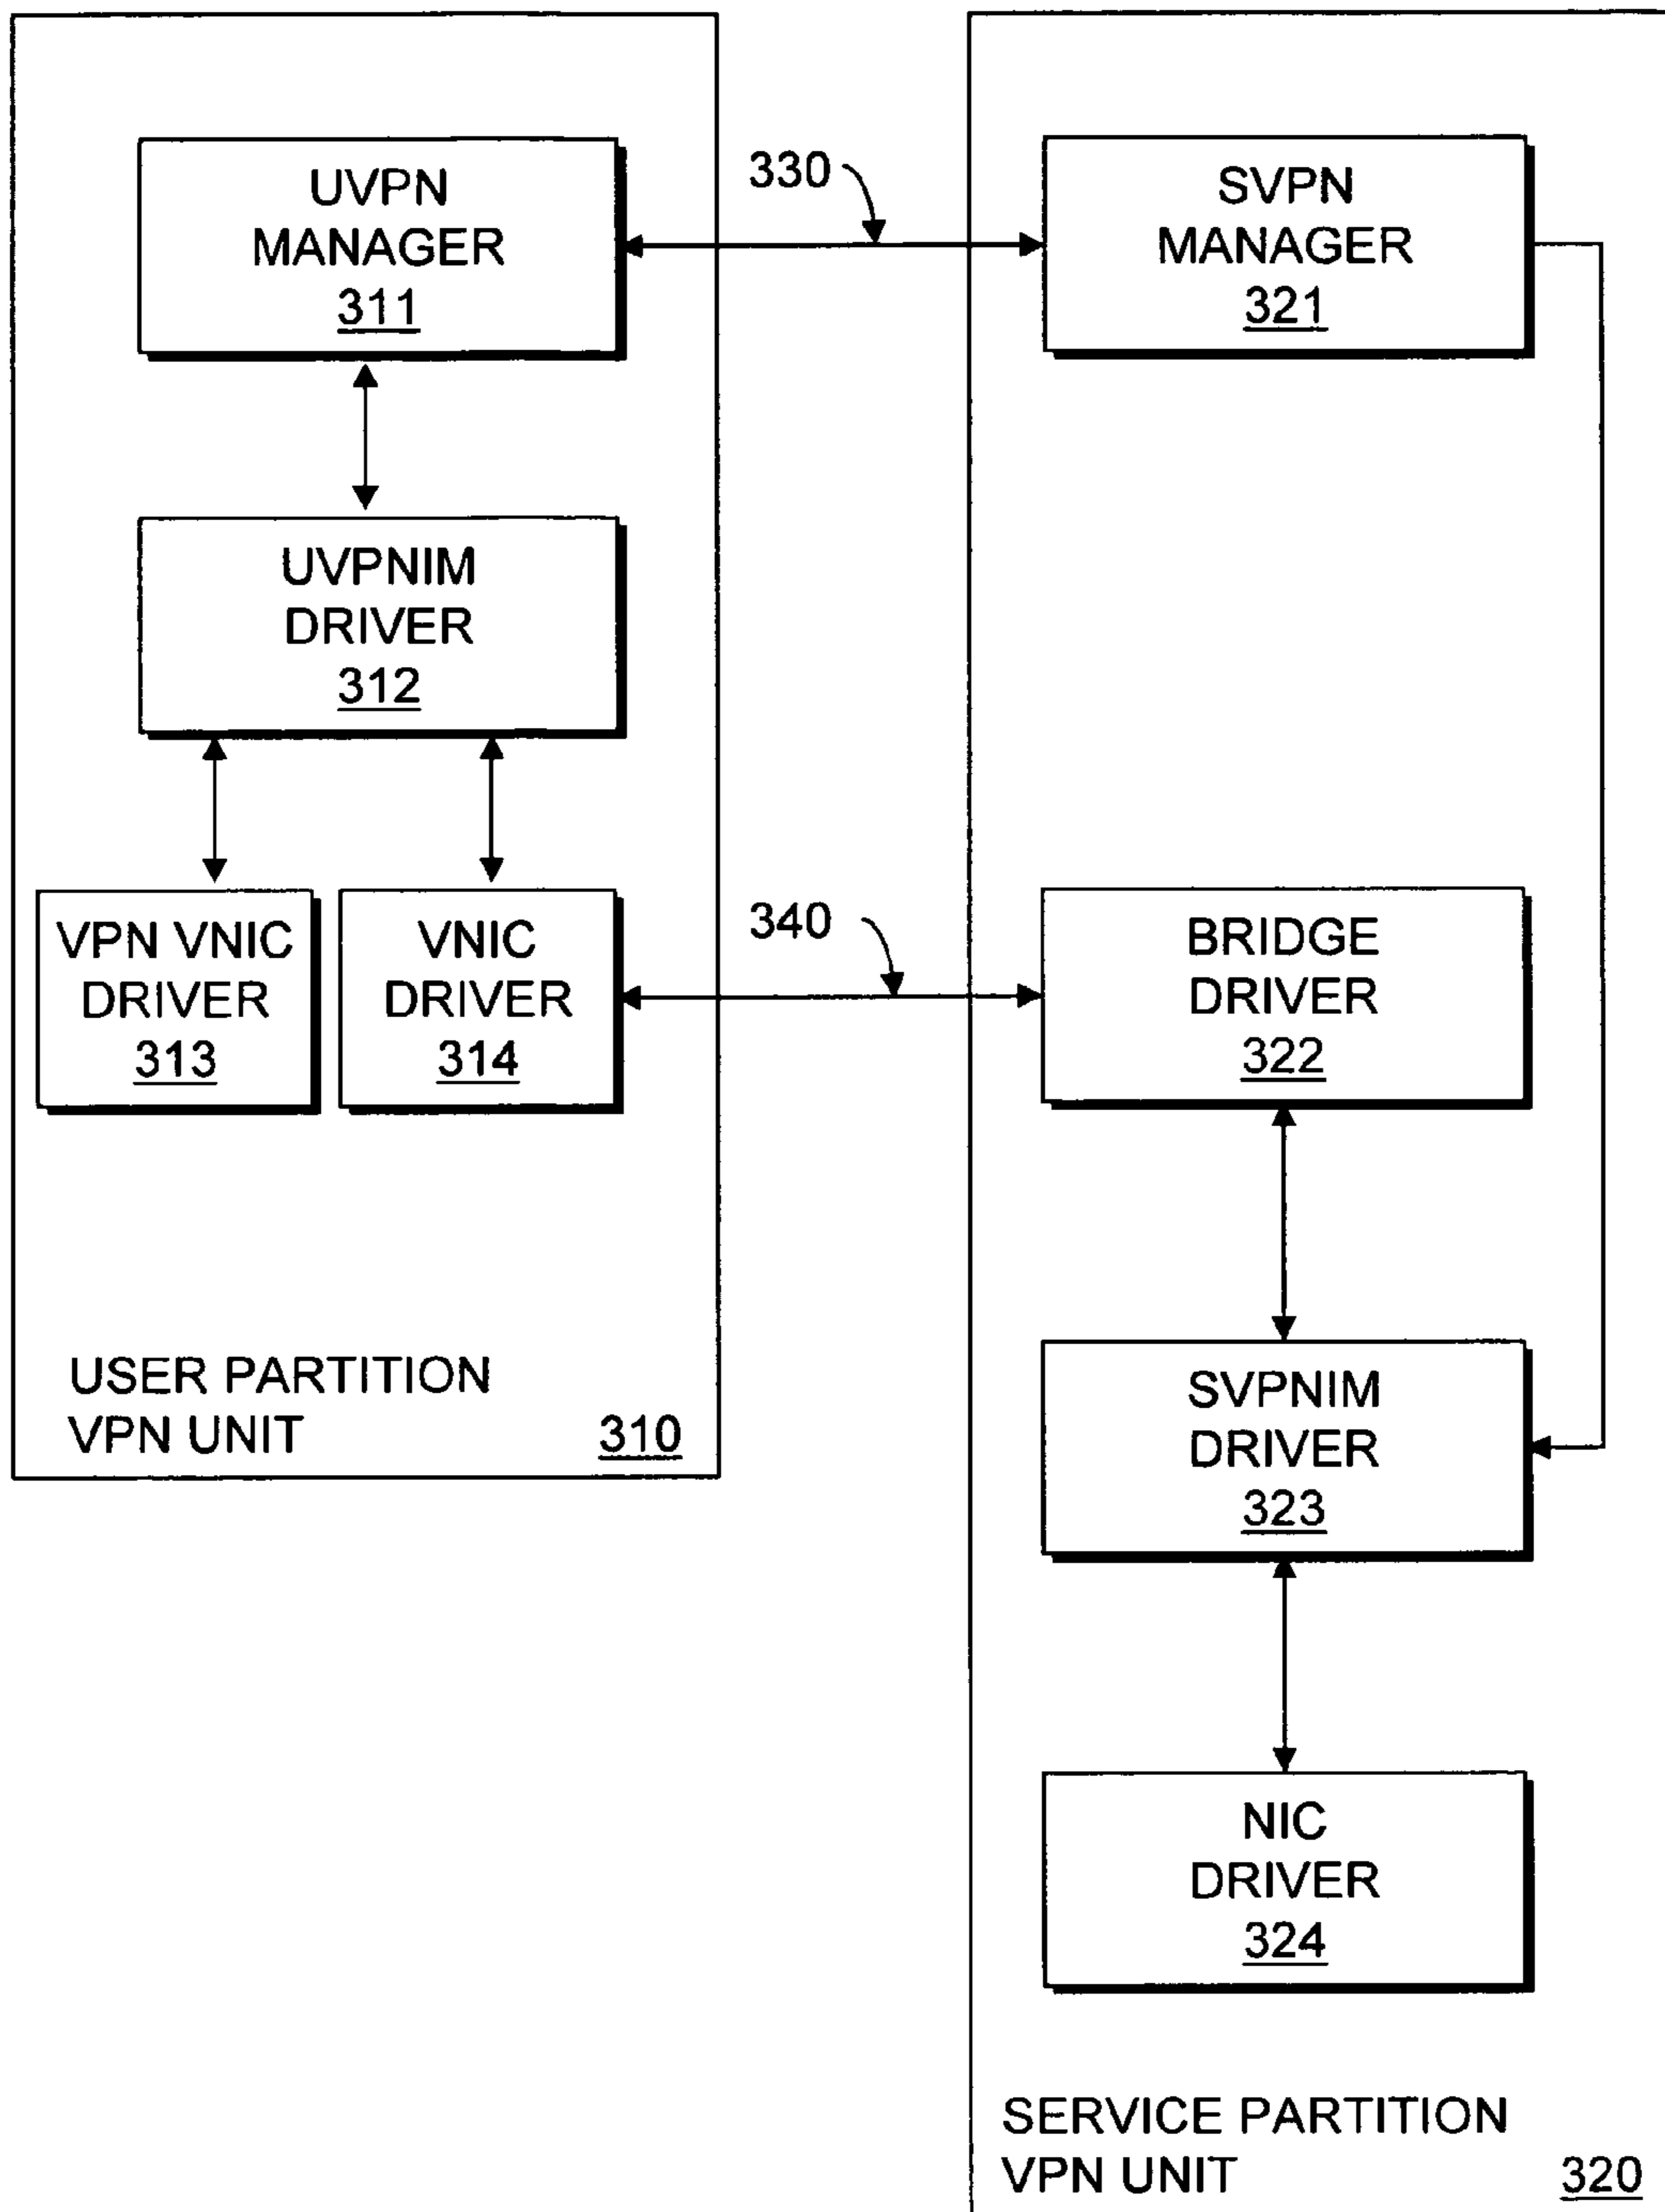 UVPN
MANAGER
311
330
SVPN
MANAGER
321
UVPNIM
DRIVER
312
VPN VNIC
DRIVER
313
VNIC
DRIVER
314
340
BRIDGE
DRIVER
322
USER PARTITION
VPN UNIT
310
SVPNIM
DRIVER
323
NIC
DRIVER
324
SERVICE PARTITION
VPN UNIT
320